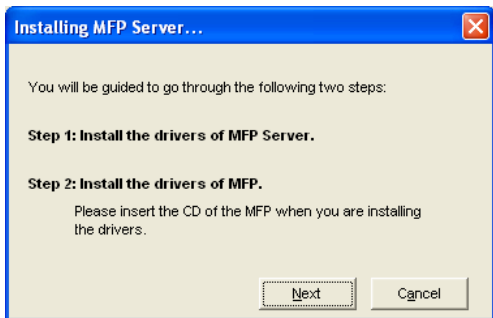 Installing MFP Server...
You will be guided to go through the following two steps:
Step 1: Install the drivers of MFP Server.
Step 2: Install the drivers of MFP.
Please insert the CD of the MFP when you are installing
the drivers.
Next
Cancel